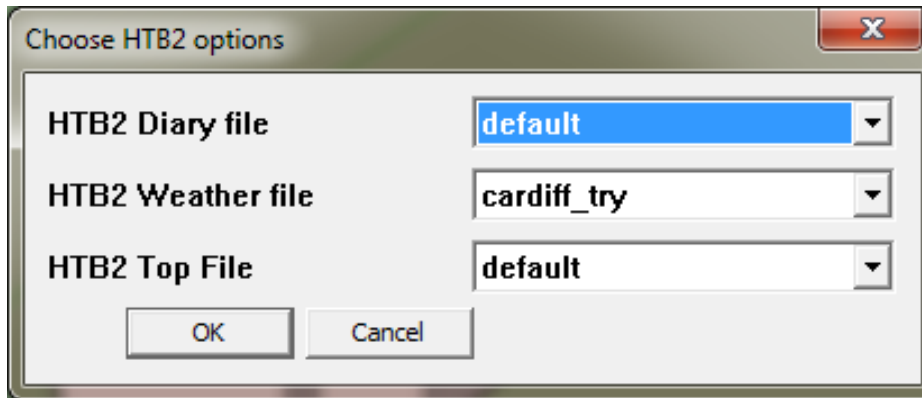 Choose HTB2 options
HTB2 Diary file default
HTB2 Weather file cardiff_try
HTB2 Top File default
OK Cancel